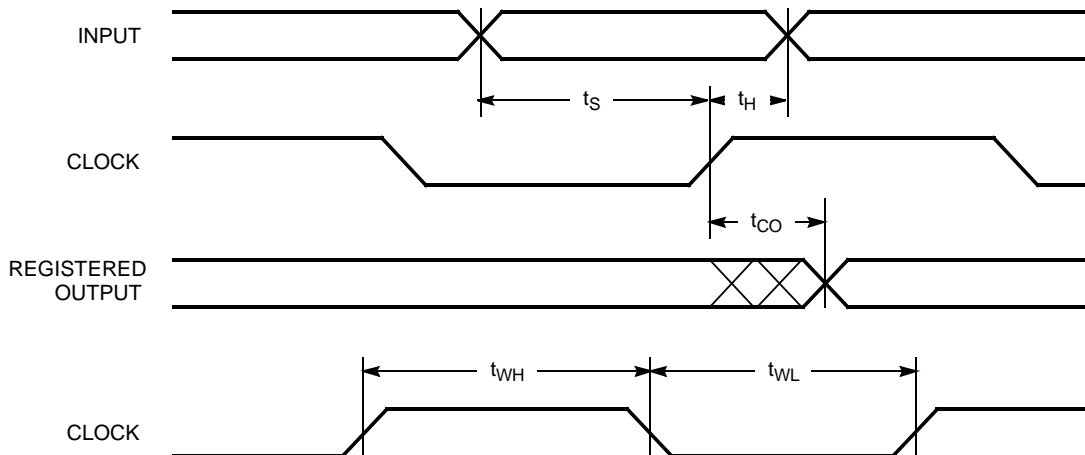 INPUT
tS
tH
CLOCK
tCO
REGISTERED
OUTPUT
tWH
tWL
CLOCK